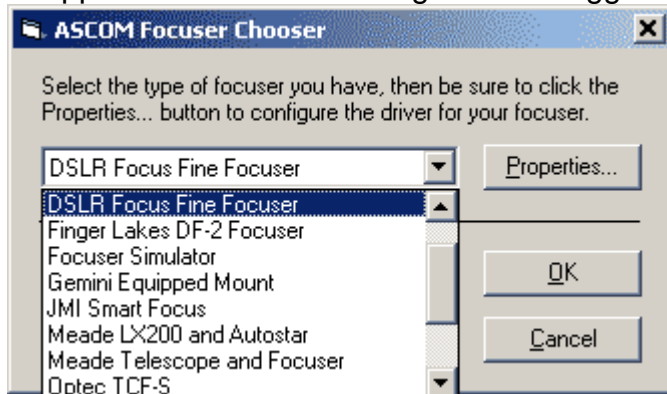 ASCOM Focuser Chooser
Select the type of focuser you have, then be sure to click the
Properties... button to configure the driver for your focuser.
DSLR Focus Fine Focuser
Properties...
DSLR Focus Fine Focuser
Finger Lakes DF-2 Focuser
Focuser Simulator
Gemini Equipped Mount
OK
JMI Smart Focus
Meade LX200 and Autostar
Cancel
Meade Telescope and Focuser
Optec TCF-S